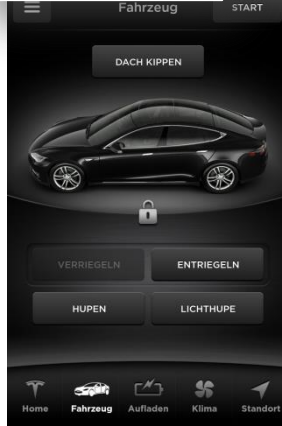 Fahrzeug START
DACH KIPPEN
VERRIEGELN ENTRIEGELN
HUPEN LICHTHUPE
Home Fahrzeug Aufladen Klima Standort